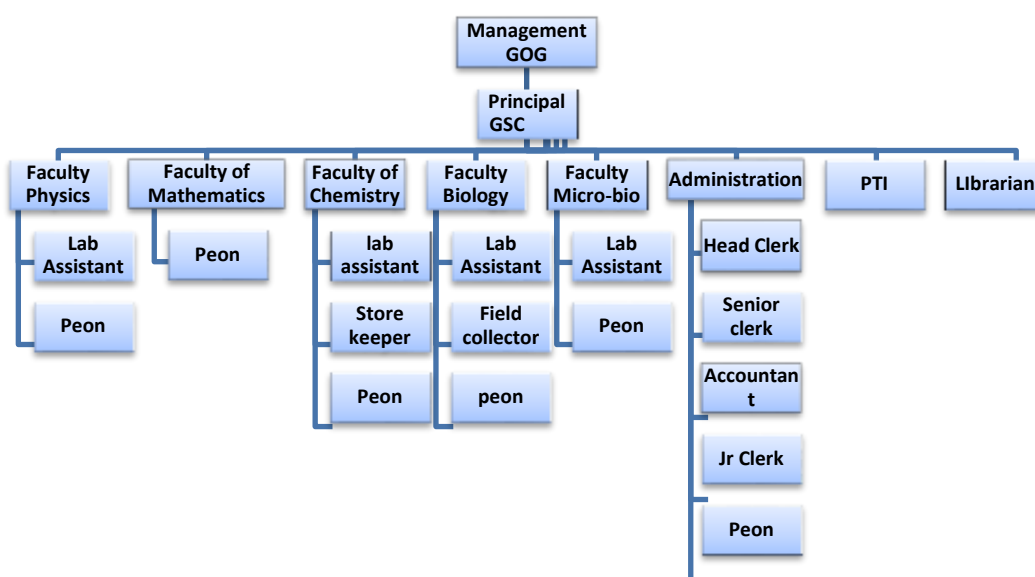 Management
GOG
Principal
GSC
Faculty
Physics
Lab
Assistant
Peon
Faculty of
Mathematics
Peon
Faculty of
Chemistry
lab
assistant
Store
keeper
Peon
Faculty
Biology
Lab
Assistant
Field
collector
peon
Faculty
Micro-bio
Lab
Assistant
Peon
Administration
Head Clerk
Senior
clerk
Accountan
t
Jr Clerk
Peon
PTI
LIbrarian